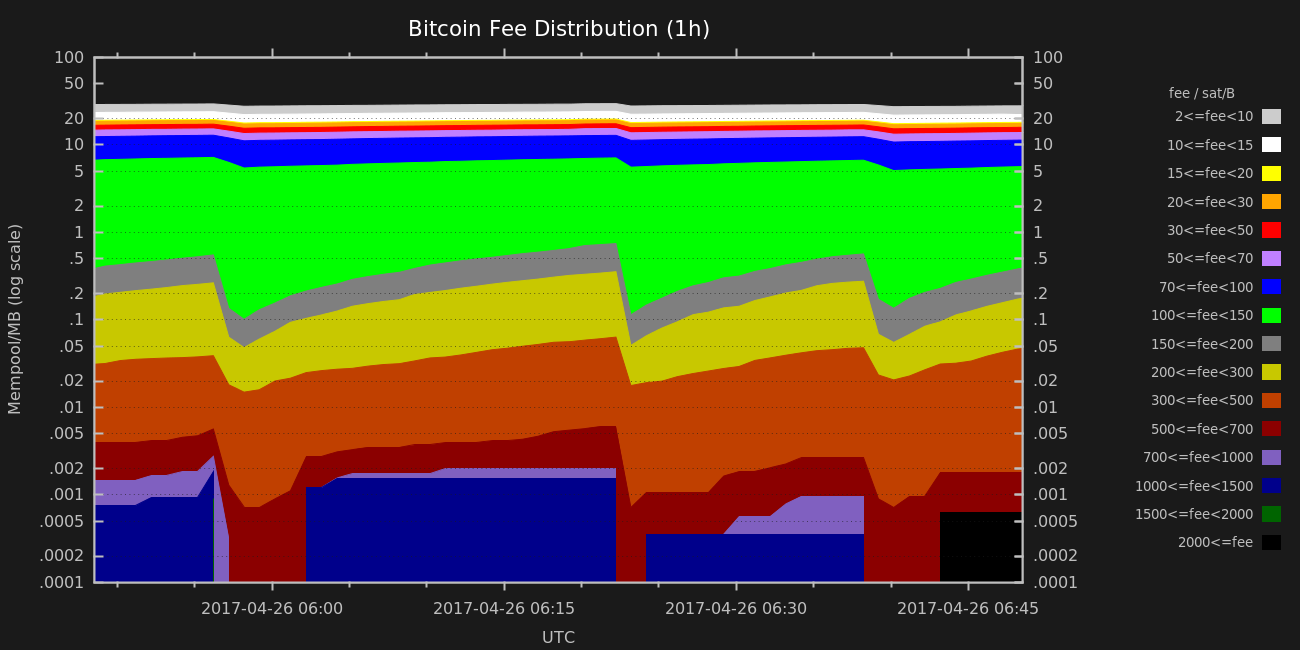 Bitcoin Fee Distribution (1h)
100
50
20
10
5
2
1
.5
.2
.1
.05
.02
.01
.005
.002
.001
.0005
.0002
.0001
Mempool/MB (log scale)
100
50
20
10
5
2
1
.5
.2
.1
.05
.02
.01
.005
.002
.001
.0005
.0002
.0001
2017-04-26 06:00
2017-04-26 06:15
2017-04-26 06:30
2017-04-26 06:45
UTC
fee / sat/B
2<=fee<10
10<=fee<15
15<=fee<20
20<=fee<30
30<=fee<50
50<=fee<70
70<=fee<100
100<=fee<150
150<=fee<200
200<=fee<300
300<=fee<500
500<=fee<700
700<=fee<1000
1000<=fee<1500
1500<=fee<2000
2000<=fee